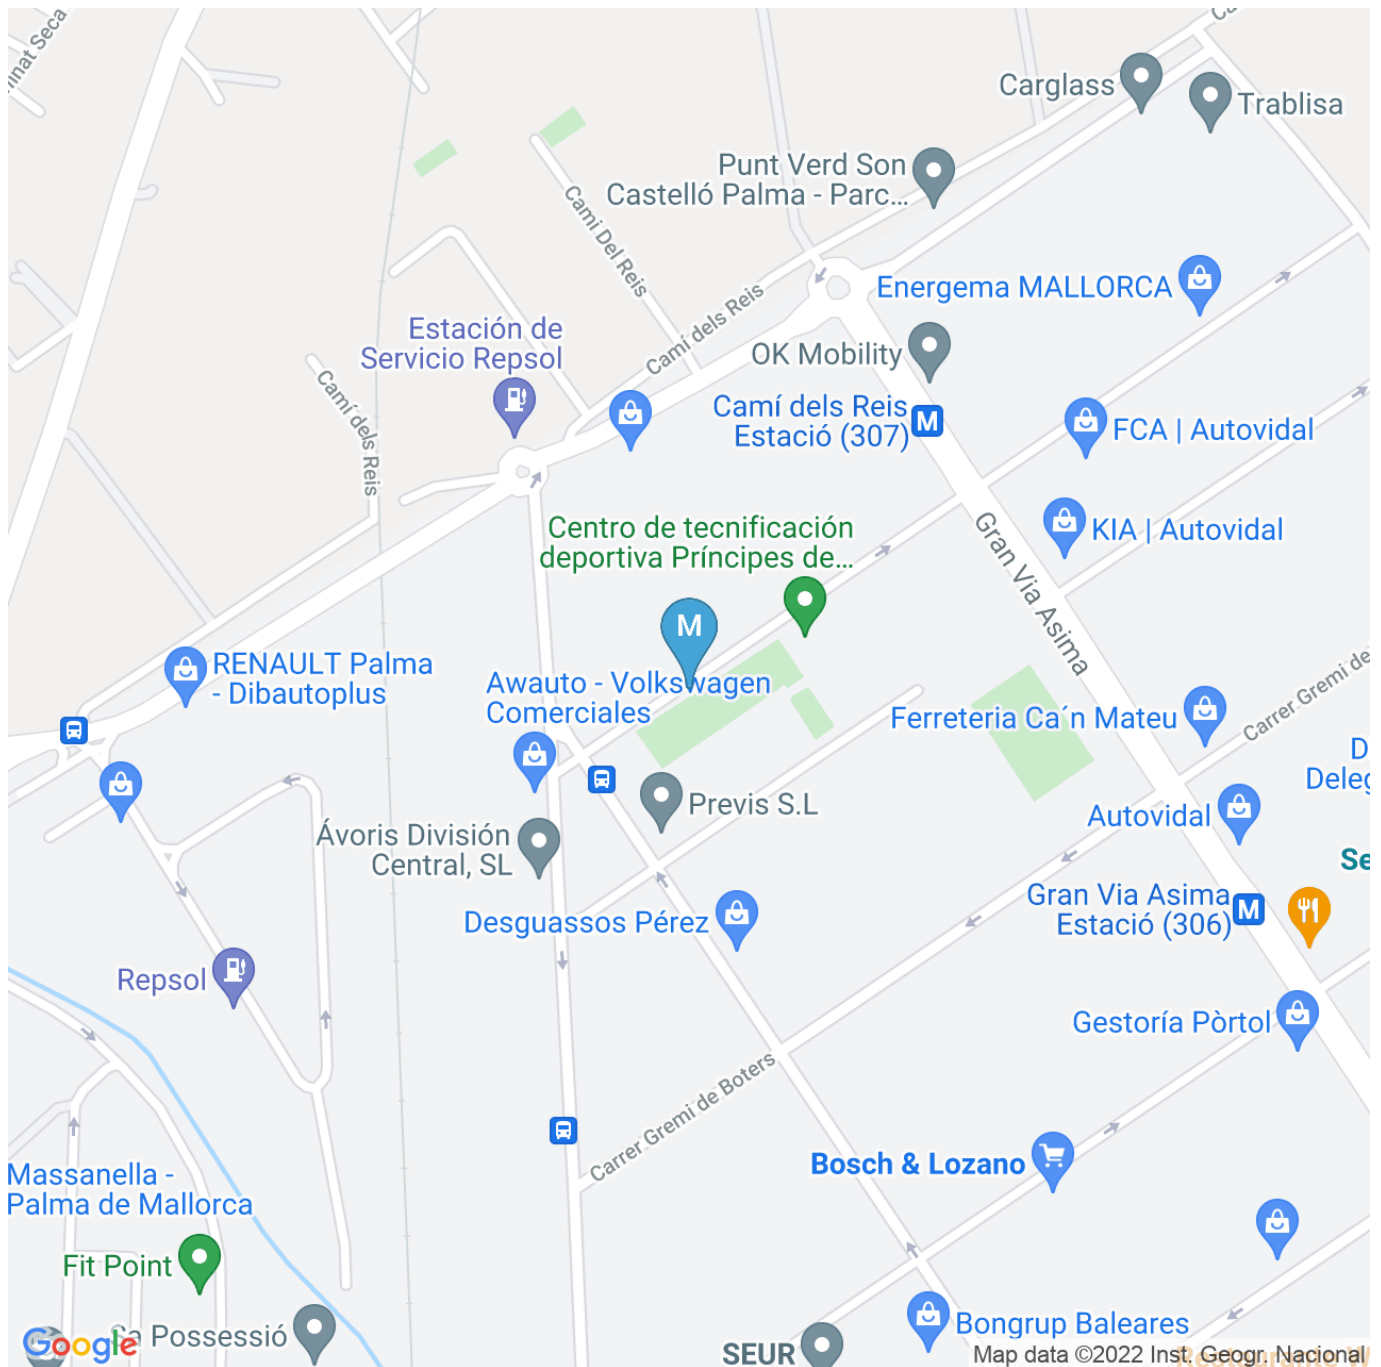 Carglass
Trablisa
Punt Verd Son
Castelló Palma - Parc...
Camí Del Reis
Energema MALLORCA
Camí dels Reis
Estación de
Servicio Repsol
OK Mobility
Camí dels Reis
Camí dels Reis
Estació (307)
M
FCA | Autovidal
Centro de tecnificación
deportiva Príncipes de...
Gran Via Asima
KIA | Autovidal
M
RENAULT Palma
- Dibautoplus
Awauto - Volkswagen
Comerciales
Ferreteria Ca´n Mateu
Carrer Gremi de
D
Deleg
Previs S.L
Autovidal
Ávoris División
Central, SL
Se
Gran Via Asima
Estació (306)
M
Desguassos Pérez
Repsol
Gestoría Pòrtol
Carrer Gremi de Boters
Massanella -
Palma de Mallorca
Bosch & Lozano
Fit Point
Sa Possessió
Google
Bongrup Baleares
SEUR
Map data ©2022 Inst. Geogr. Nacional